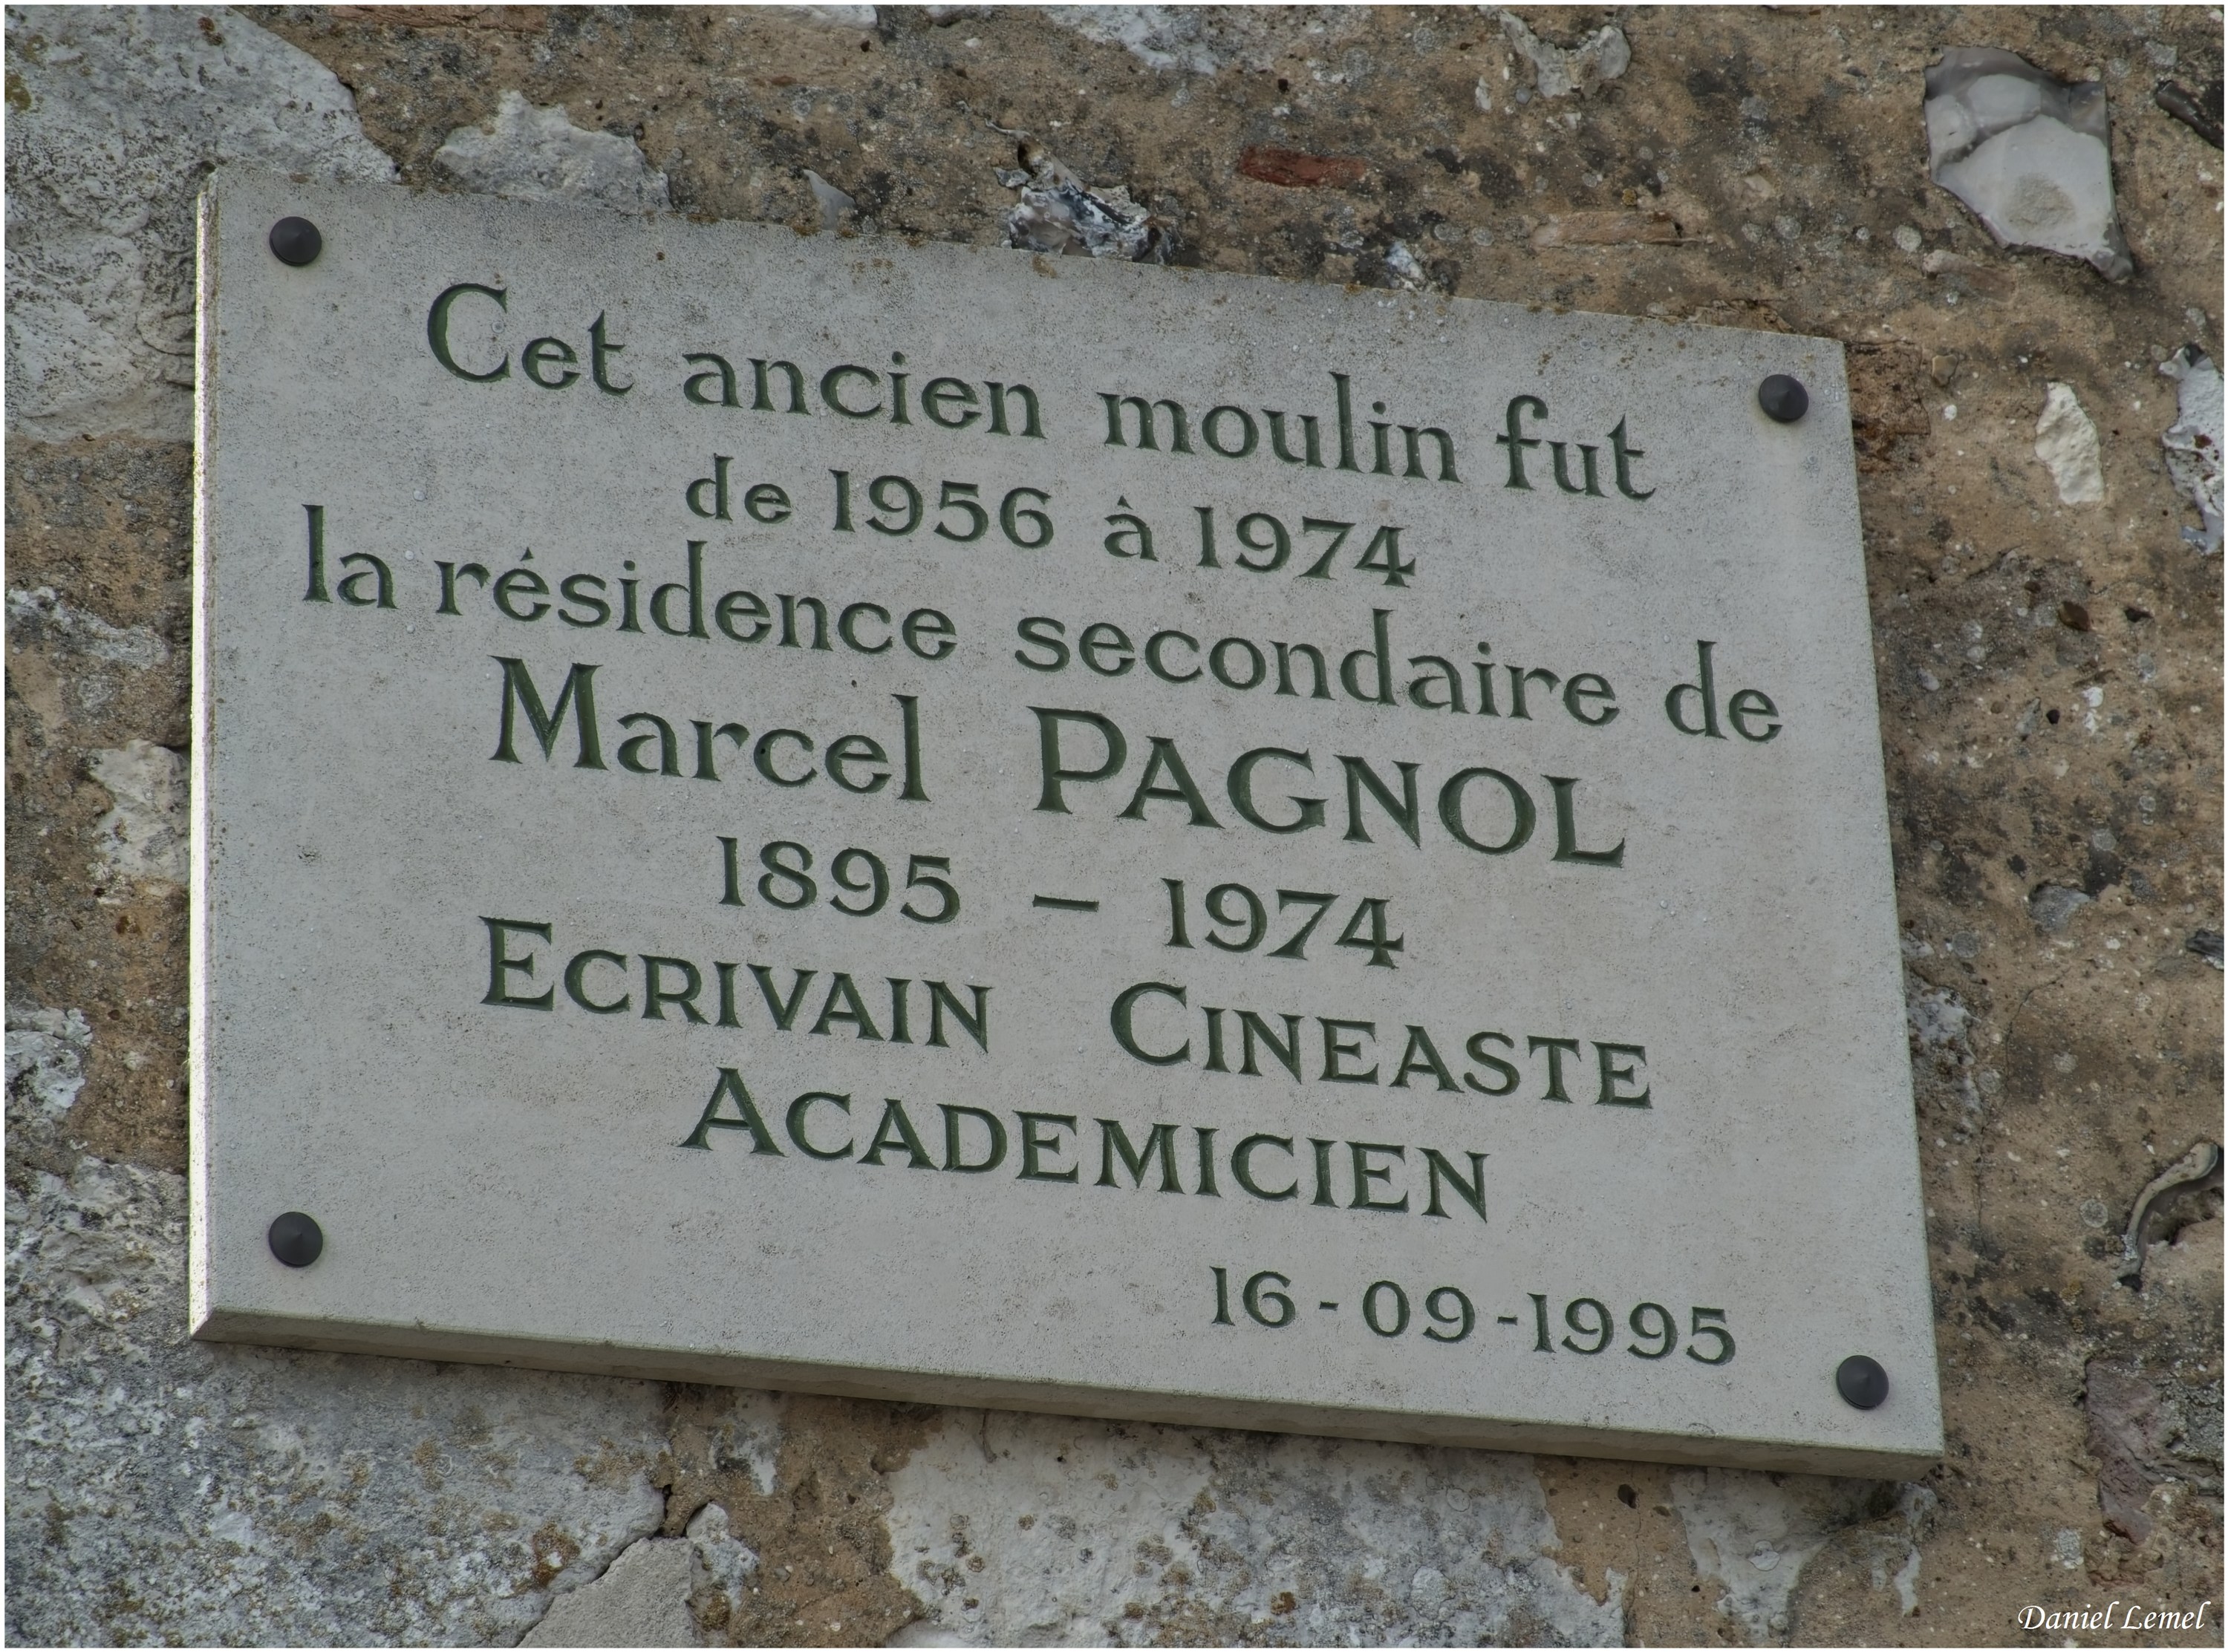 Cet ancien moulin fut
de 1956 à 1974
la résidence secondaire de
Marcel PAGNOL
1895 – 1974
ECRIVAIN CINEASTE
ACADEMICIEN
16-09-1995
Daniel Lemel